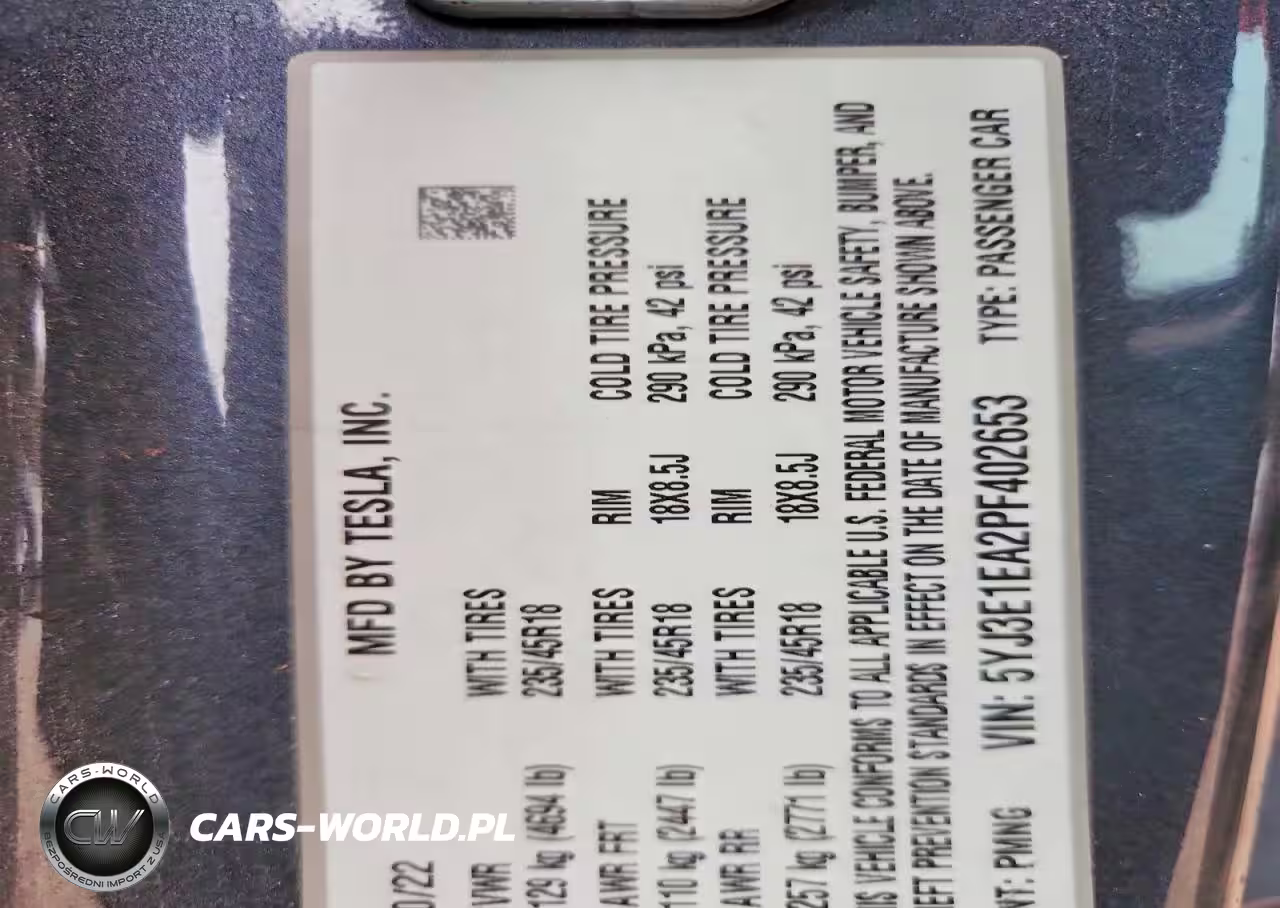 MFD BY TESLA, INC.
0/22
VWR WITH TIRES
129 kg (4694 lb) 235/45R18
AWR FRT WITH TIRES RIM COLD TIRE PRESSURE
110 kg (2447 lb) 235/45R18 18X8.5J 290 kPa, 42 psi
AWR RR WITH TIRES RIM COLD TIRE PRESSURE
257 kg (2771 lb) 235/45R18 18X8.5J 290 kPa, 42 psi
IS VEHICLE CONFORMS TO ALL APPLICABLE U.S. FEDERAL MOTOR VEHICLE SAFETY, BUMPER, AND
EFT PREVENTION STANDARDS IN EFFECT ON THE DATE OF MANUFACTURE SHOWN ABOVE.
NT: PMNG VIN: 5YJ3E1EA2PF402653 TYPE: PASSENGER CAR
CARS-WORLD
CW
BEZPOŚREDNI IMPORT Z USA
CARS-WORLD.PL